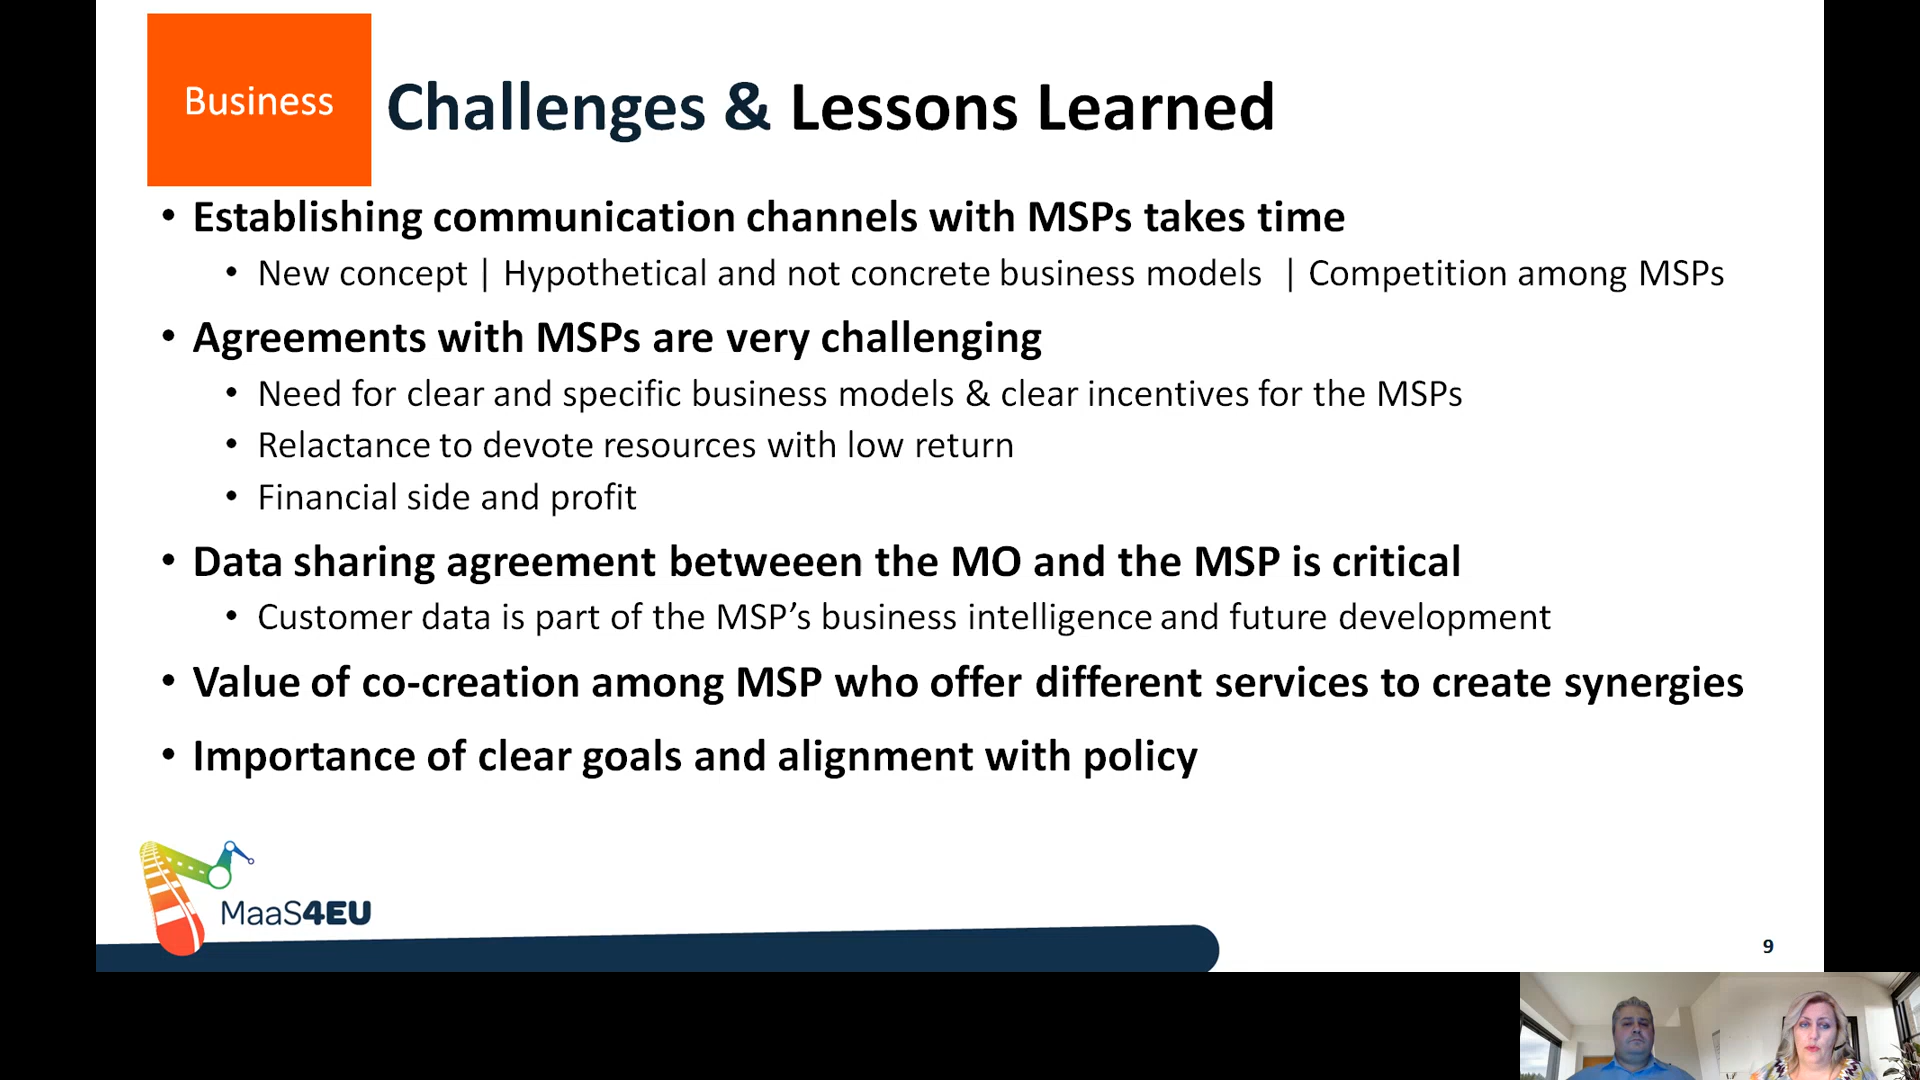 Business
Challenges & Lessons Learned
• Establishing communication channels with MSPs takes time
• New concept | Hypothetical and not concrete business models | Competition among MSPs
• Agreements with MSPs are very challenging
• Need for clear and specific business models & clear incentives for the MSPs
• Relactance to devote resources with low return
• Financial side and profit
• Data sharing agreement betweeen the MO and the MSP is critical
• Customer data is part of the MSP’s business intelligence and future development
• Value of co-creation among MSP who offer different services to create synergies
• Importance of clear goals and alignment with policy
MaaS4EU
9